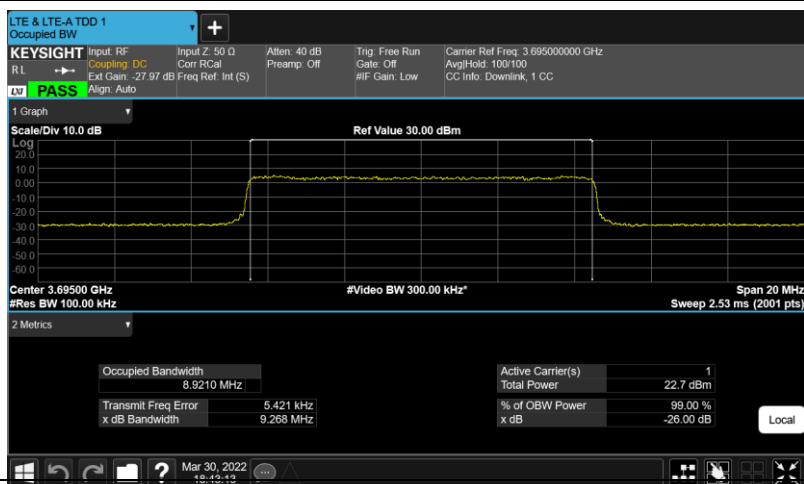 LTE & LTE-A TDD 1
Occupied BW
KEYSIGHT Input: RF Input Z: 50 Ω Atten: 40 dB Trig: Free Run Carrier Ref Freq: 3.695000000 GHz
R L Coupling: DC Corr RCal Preamp: Off Gate: Off Avg|Hold: 100/100
Ext Gain: -27.97 dB Freq Ref: Int (S) #IF Gain: Low CC Info: Downlink, 1 CC
LXI PASS Align: Auto
1 Graph
Scale/Div 10.0 dB Ref Value 30.00 dBm
Log
20.0
10.0
0.00
-10.0
-20.0
-30.0
-40.0
-50.0
-60.0
Center 3.69500 GHz #Video BW 300.00 kHz* Span 20 MHz
#Res BW 100.00 kHz Sweep 2.53 ms (2001 pts)
2 Metrics
Occupied Bandwidth Active Carrier(s) 1
8.9210 MHz Total Power 22.7 dBm
Transmit Freq Error 5.421 kHz % of OBW Power 99.00 %
x dB Bandwidth 9.268 MHz x dB -26.00 dB
Local
Mar 30, 2022
18:43:13